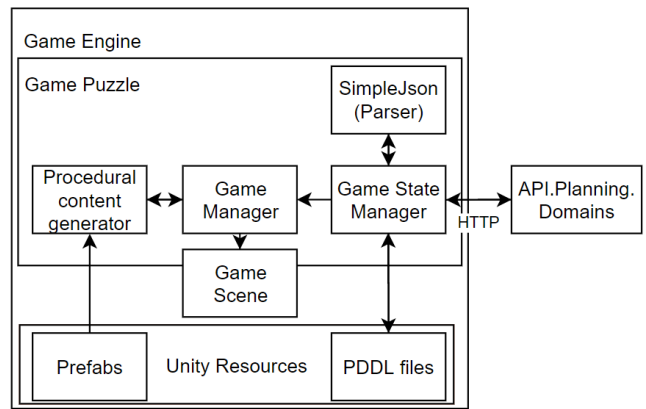 Game Engine
Game Puzzle
SimpleJson
(Parser)
Procedural
content
generator
Game
Manager
Game State
Manager
API.Planning.
Domains
HTTP
Game
Scene
Prefabs
Unity Resources
PDDL files